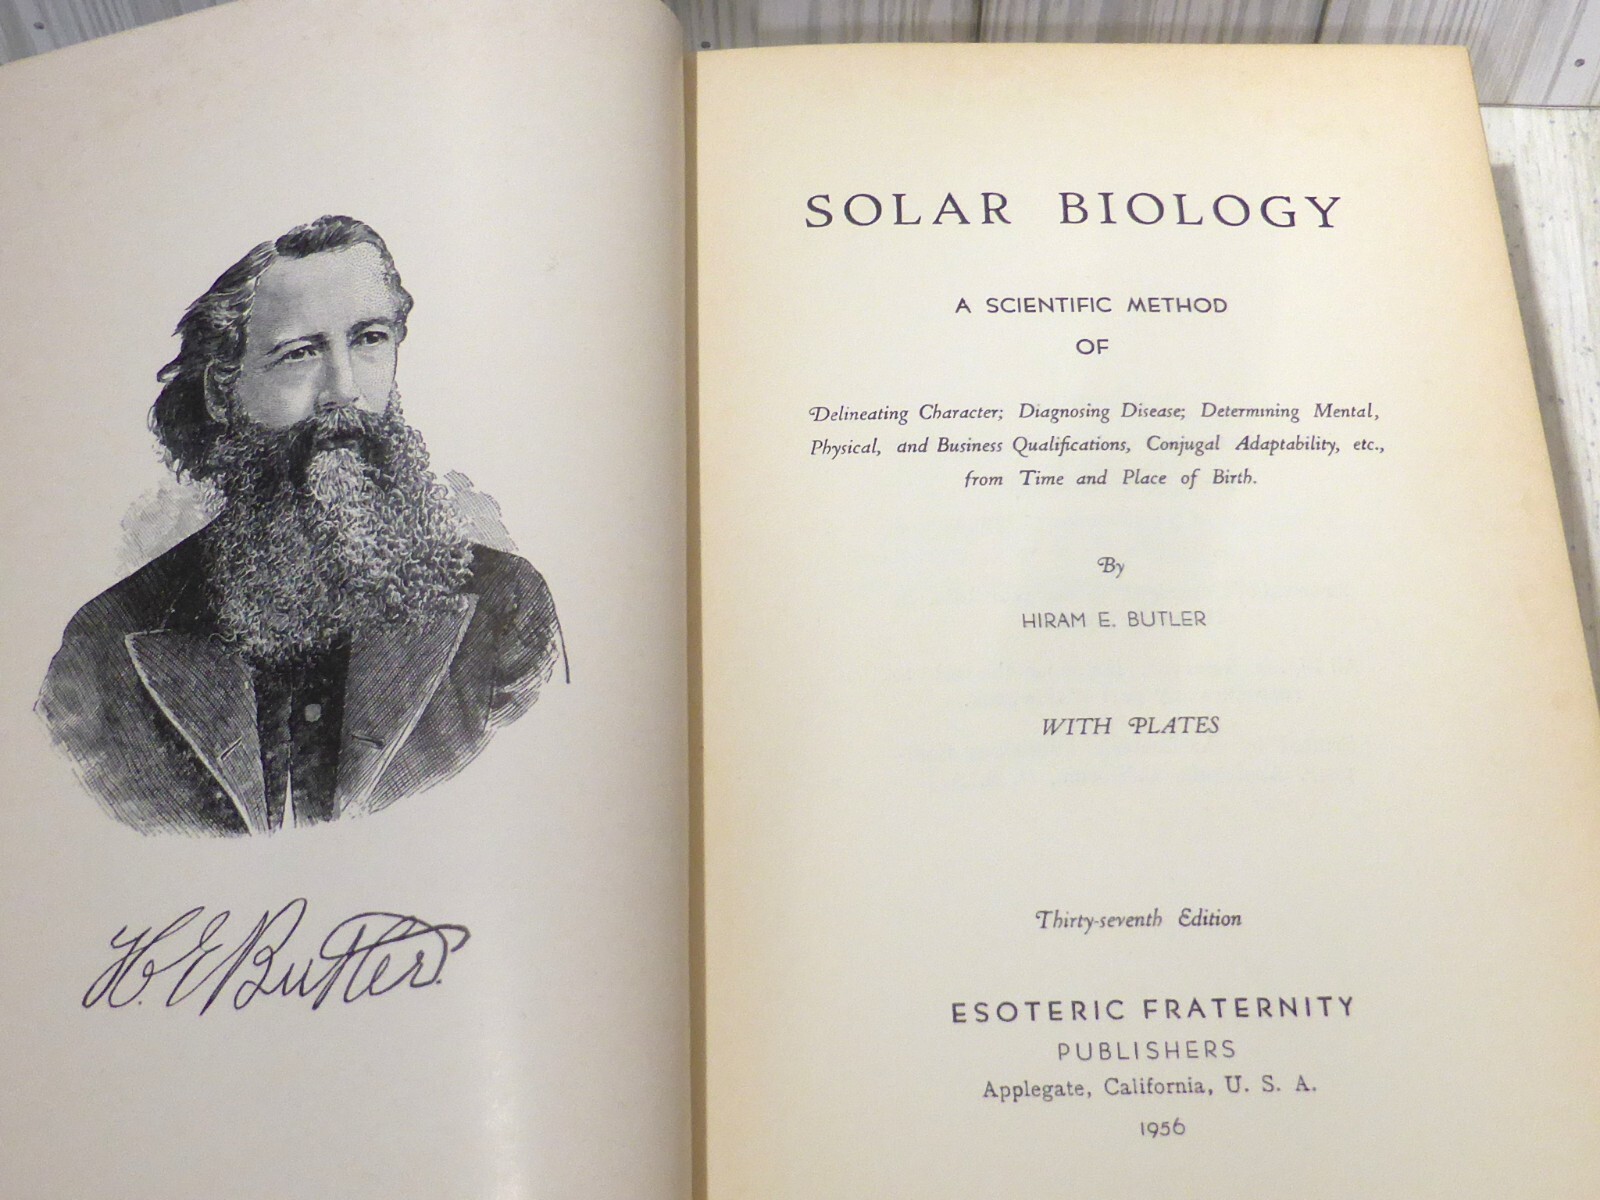 H. E. Butler.
SOLAR BIOLOGY
A SCIENTIFIC METHOD
OF
Delineating Character; Diagnosing Disease; Determining Mental,
Physical, and Business Qualifications, Conjugal Adaptability, etc.,
from Time and Place of Birth.
By
HIRAM E. BUTLER
WITH PLATES
Thirty-seventh Edition
ESOTERIC FRATERNITY
PUBLISHERS
Applegate, California, U. S. A.
1956